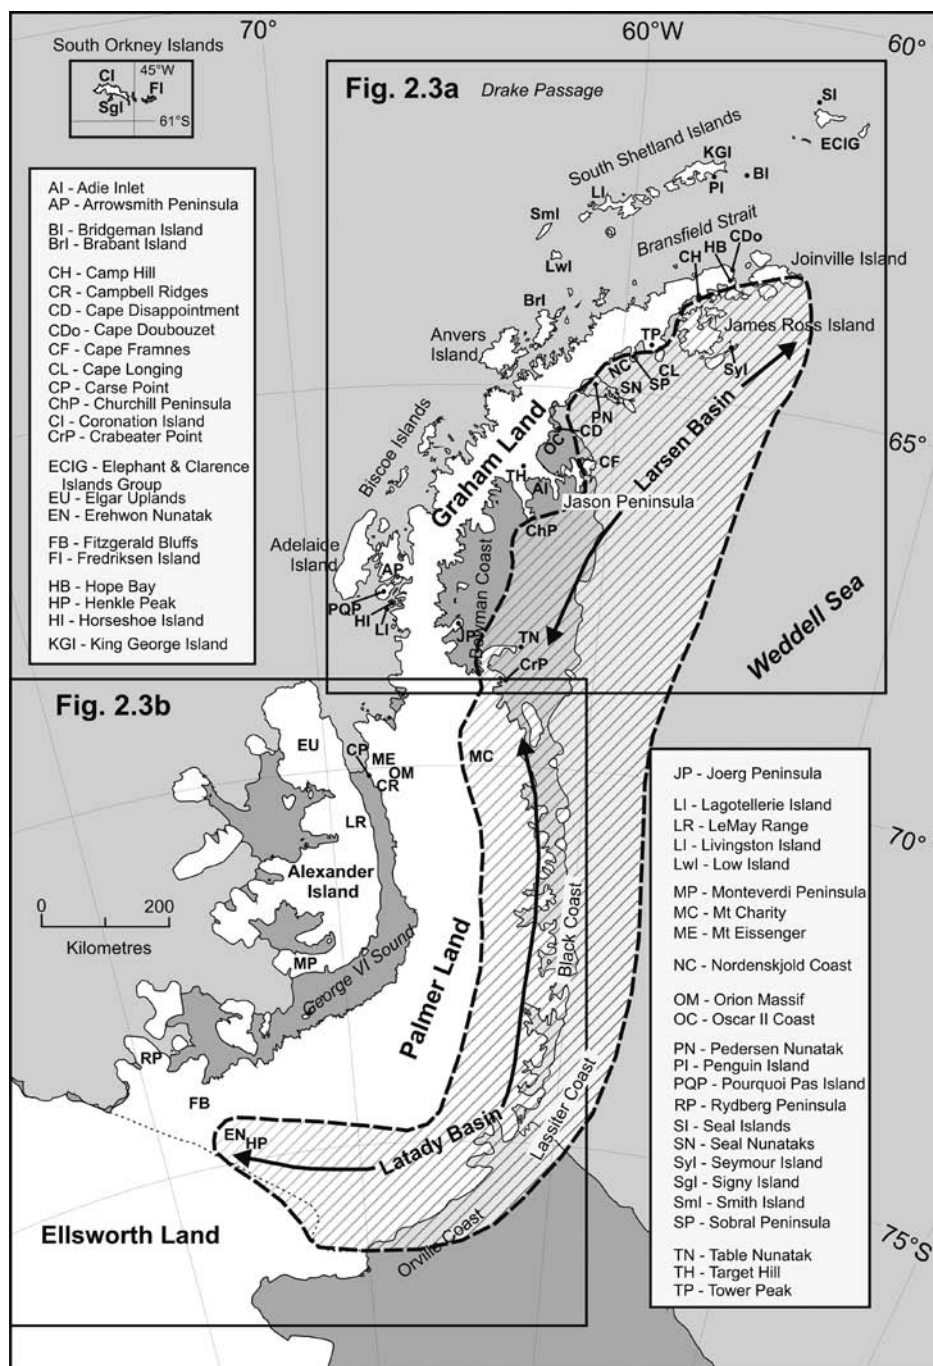 70°
60°W
60°
South Orkney Islands
CI
45°W
FI
SgI
61°S
Fig. 2.3a
Drake Passage
SI
ECIG
South Shetland Islands
KGI
PI
BI
LI
SmI
LwI
Bransfield Strait
CDo
HB
CH
Joinville Island
BrI
Anvers
Island
TP
James Ross Island
NC
SP
CL
SyI
SN
PN
Larsen Basin
65°
Biscoe Islands
Graham Land
OC
CD
CF
TH
AI
Jason Peninsula
ChP
Adelaide
Island
AP
PQP
HI
LI
Bowman Coast
JP
TN
CrP
Weddell Sea
AI - Adie Inlet
AP - Arrowsmith Peninsula
BI - Bridgeman Island
BrI - Brabant Island
CH - Camp Hill
CR - Campbell Ridges
CD - Cape Disappointment
CDo - Cape Doubouzet
CF - Cape Framnes
CL - Cape Longing
CP - Carse Point
ChP - Churchill Peninsula
CI - Coronation Island
CrP - Crabeater Point
ECIG - Elephant & Clarence
Islands Group
EU - Elgar Uplands
EN - Erehwon Nunatak
FB - Fitzgerald Bluffs
FI - Fredriksen Island
HB - Hope Bay
HP - Henkle Peak
HI - Horseshoe Island
KGI - King George Island
Fig. 2.3b
EU
CP
ME
OM
CR
MC
LR
Alexander
Island
0
200
Kilometres
MP
George VI Sound
Palmer Land
Black Coast
70°
RP
FB
EN
HP
Latady Basin
Lassiter Coast
Ellsworth Land
Orville Coast
75°S
JP - Joerg Peninsula
LI - Lagotellerie Island
LR - LeMay Range
LI - Livingston Island
LwI - Low Island
MP - Monteverdi Peninsula
MC - Mt Charity
ME - Mt Eissenger
NC - Nordenskjold Coast
OM - Orion Massif
OC - Oscar II Coast
PN - Pedersen Nunatak
PI - Penguin Island
PQP - Pourquoi Pas Island
RP - Rydberg Peninsula
SI - Seal Islands
SN - Seal Nunataks
SyI - Seymour Island
SgI - Signy Island
SmI - Smith Island
SP - Sobral Peninsula
TN - Table Nunatak
TH - Target Hill
TP - Tower Peak